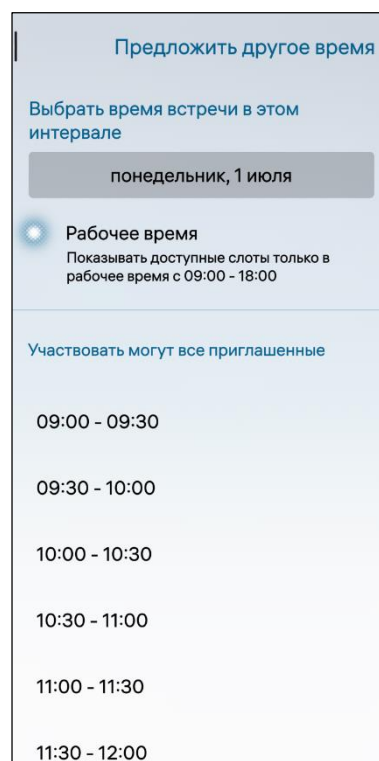 Предложить другое время
Выбрать время встречи в этом
интервале
понедельник, 1 июля
Рабочее время
Показывать доступные слоты только в
рабочее время с 09:00 - 18:00
Участвовать могут все приглашенные
09:00 - 09:30
09:30 - 10:00
10:00 - 10:30
10:30 - 11:00
11:00 - 11:30
11:30 - 12:00